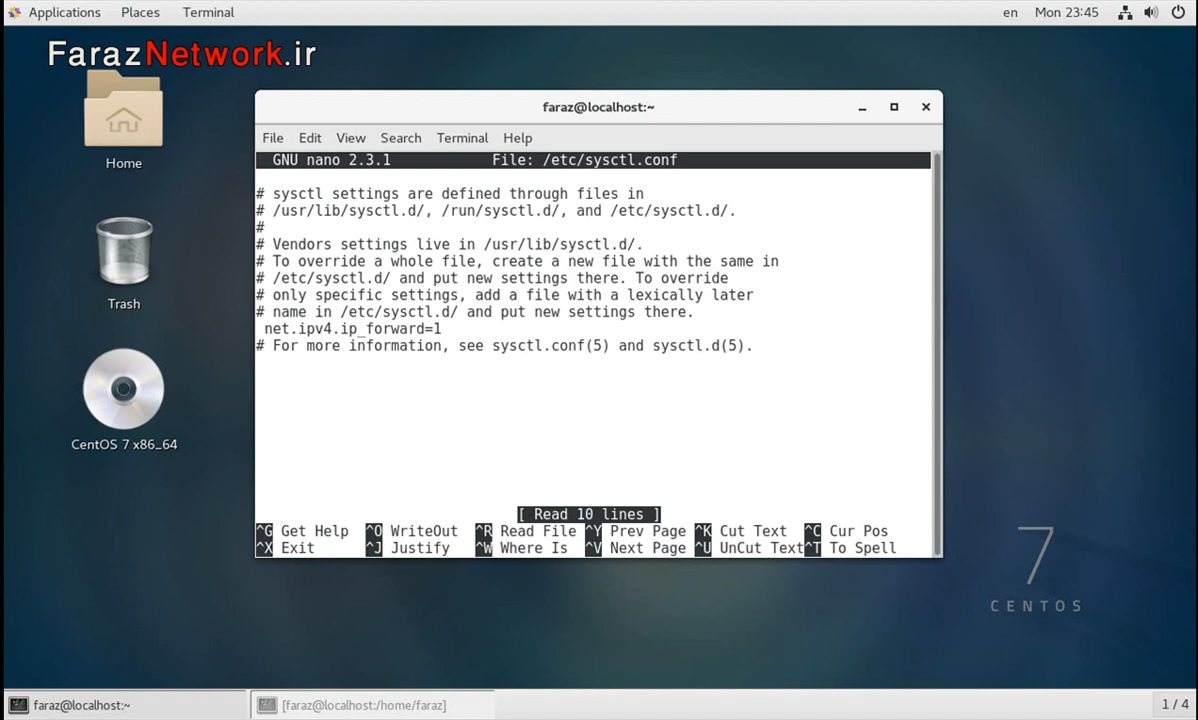 Applications Places Terminal en Mon 23:45
FarazNetwork.ir
Home
Trash
CentOS 7 x86_64
faraz@localhost:~
File Edit View Search Terminal Help
GNU nano 2.3.1 File: /etc/sysctl.conf
# sysctl settings are defined through files in
# /usr/lib/sysctl.d/, /run/sysctl.d/, and /etc/sysctl.d/.
#
# Vendors settings live in /usr/lib/sysctl.d/.
# To override a whole file, create a new file with the same in
# /etc/sysctl.d/ and put new settings there. To override
# only specific settings, add a file with a lexically later
# name in /etc/sysctl.d/ and put new settings there.
net.ipv4.ip_forward=1
# For more information, see sysctl.conf(5) and sysctl.d(5).
[ Read 10 lines ]
^G Get Help ^O WriteOut ^R Read File ^Y Prev Page ^K Cut Text ^C Cur Pos
^X Exit ^J Justify ^W Where Is ^V Next Page ^U UnCut Text ^T To Spell
7
CENTOS
faraz@localhost:~ [faraz@localhost:/home/faraz] 1 / 4